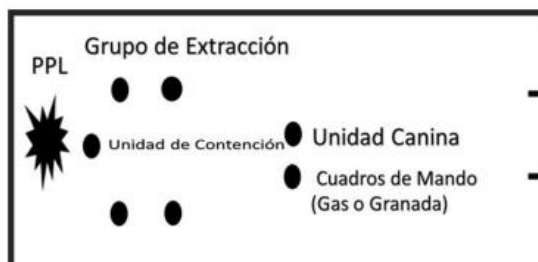 Grupo de Extracción
PPL
Unidad de Contención
Unidad Canina
Cuadros de Mando
(Gas o Granada)